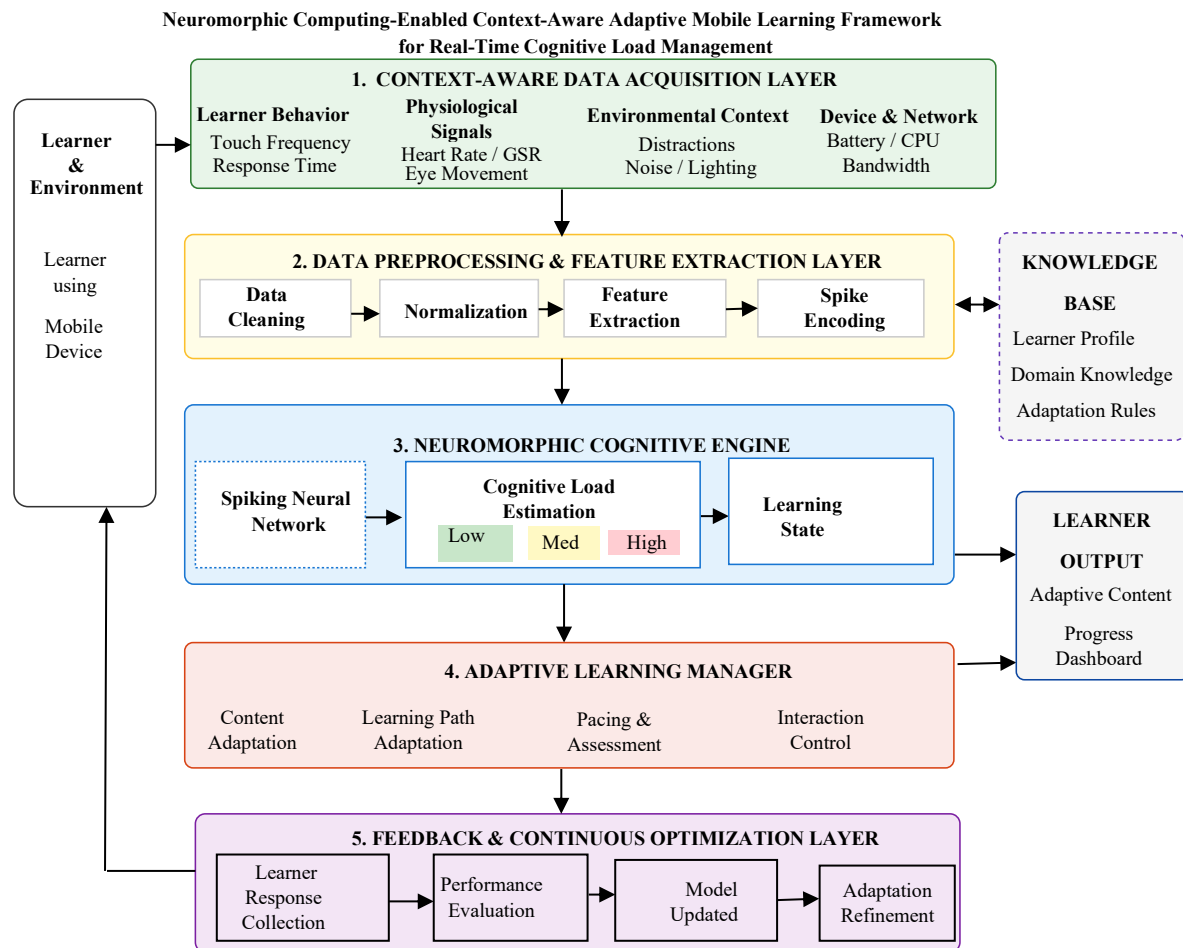 Neuromorphic Computing-Enabled Context-Aware Adaptive Mobile Learning Framework
for Real-Time Cognitive Load Management
Learner
&
Environment
Learner
using
Mobile
Device
1. CONTEXT-AWARE DATA ACQUISITION LAYER
Learner Behavior
Touch Frequency
Response Time
Physiological
Signals
Heart Rate / GSR
Eye Movement
Environmental Context
Distractions
Noise / Lighting
Device & Network
Battery / CPU
Bandwidth
2. DATA PREPROCESSING & FEATURE EXTRACTION LAYER
Data
Cleaning
Normalization
Feature
Extraction
Spike
Encoding
KNOWLEDGE
BASE
Learner Profile
Domain Knowledge
Adaptation Rules
3. NEUROMORPHIC COGNITIVE ENGINE
Spiking Neural
Network
Cognitive Load
Estimation
Low
Med
High
Learning
State
LEARNER
OUTPUT
Adaptive Content
Progress
Dashboard
4. ADAPTIVE LEARNING MANAGER
Content
Adaptation
Learning Path
Adaptation
Pacing &
Assessment
Interaction
Control
5. FEEDBACK & CONTINUOUS OPTIMIZATION LAYER
Learner
Response
Collection
Performance
Evaluation
Model
Updated
Adaptation
Refinement